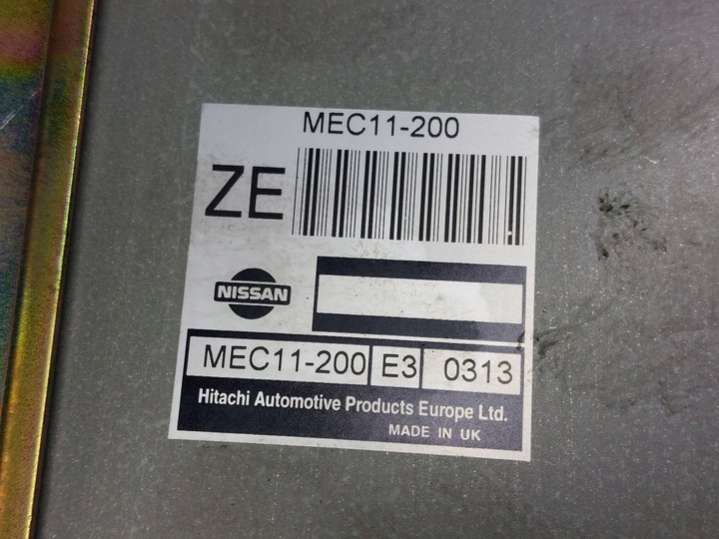 MEC11-200
ZE
NISSAN
MEC11-200 E3 0313
Hitachi Automotive Products Europe Ltd.
MADE IN UK